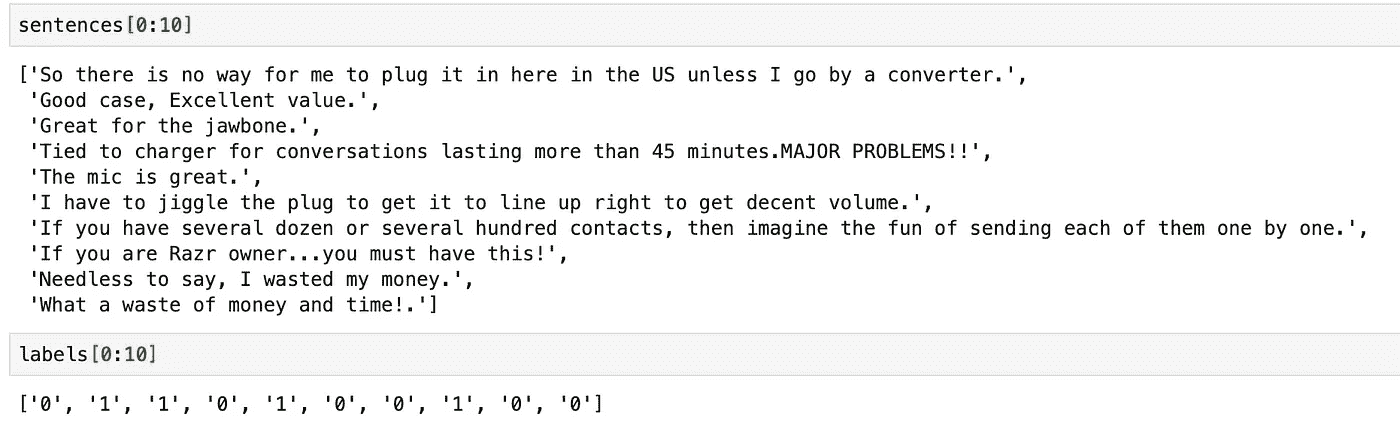 sentences[0:10]
['So there is no way for me to plug it in here in the US unless I go by a converter.',
'Good case, Excellent value.',
'Great for the jawbone.',
'Tied to charger for conversations lasting more than 45 minutes.MAJOR PROBLEMS!!',
'The mic is great.',
'I have to jiggle the plug to get it to line up right to get decent volume.',
'If you have several dozen or several hundred contacts, then imagine the fun of sending each of them one by one.',
'If you are Razr owner...you must have this!',
'Needless to say, I wasted my money.',
'What a waste of money and time!.']
labels[0:10]
['0', '1', '1', '0', '1', '0', '0', '1', '0', '0']